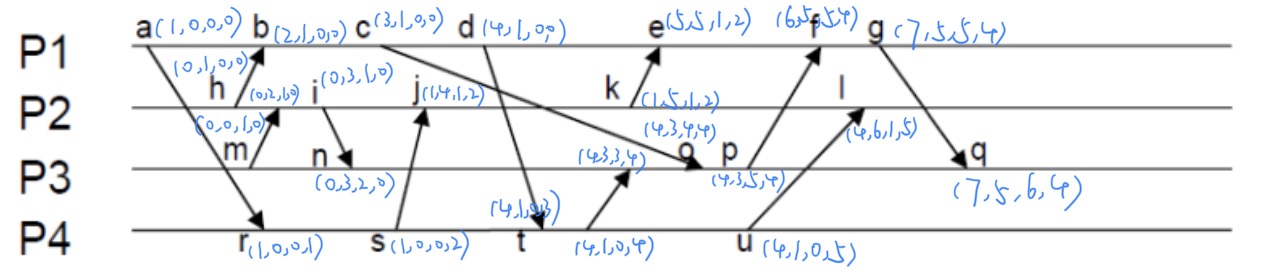 a (1,0,0,0) b (2,1,0,0) c (3,1,0,0) d (4,1,0,0) e (5,5,1,2) f (6,5,5,4) g (7,5,5,4)
P1
(0,1,0,0)
h (0,2,1,0) i (0,3,1,0) j (1,4,1,2) k (1,5,1,2) l (4,6,1,5)
P2
(0,0,1,0)
m n (0,3,2,0) (4,3,3,4) o (4,3,4,4) p (4,3,5,4) q (7,5,6,4)
P3
(4,1,0,3)
P4
r (1,0,0,1) s (1,0,0,2) t (4,1,0,4) u (4,1,0,5)